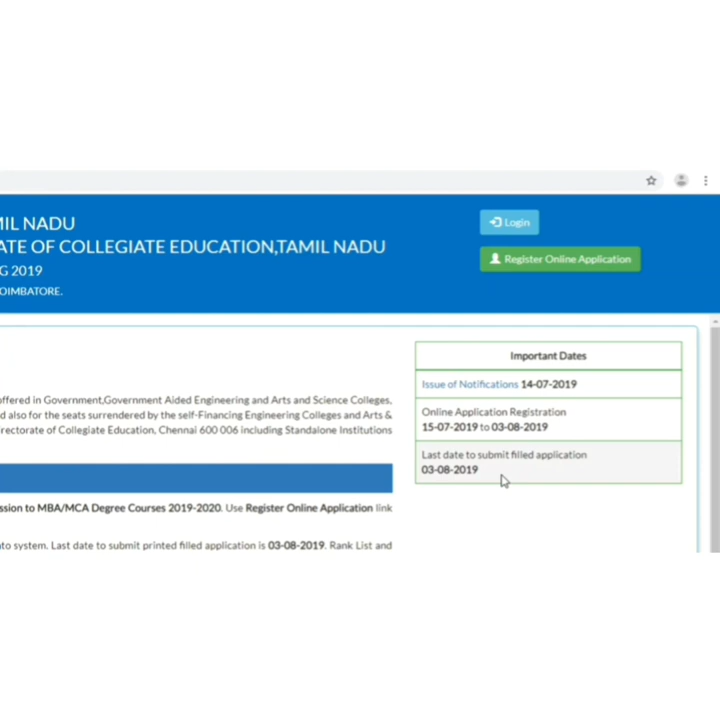 MIL NADU
ATE OF COLLEGIATE EDUCATION,TAMIL NADU
G 2019
OIMBATORE.
Login
Register Online Application
offered in Government,Government Aided Engineering and Arts and Science Colleges,
d also for the seats surrendered by the self-Financing Engineering Colleges and Arts &
rectorate of Collegiate Education, Chennai 600 006 including Standalone Institutions
ssion to MBA/MCA Degree Courses 2019-2020. Use Register Online Application link
to system. Last date to submit printed filled application is 03-08-2019. Rank List and
Important Dates
Issue of Notifications 14-07-2019
Online Application Registration
15-07-2019 to 03-08-2019
Last date to submit filled application
03-08-2019